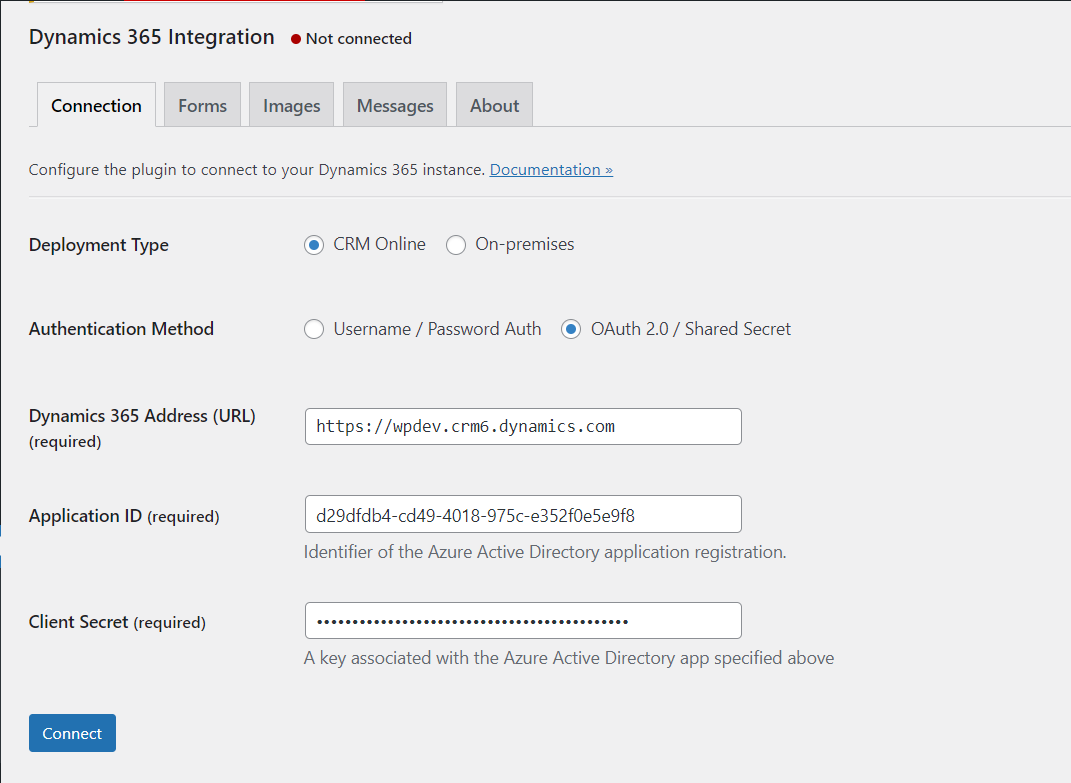 Dynamics 365 Integration Not connected
Connection Forms Images Messages About
Configure the plugin to connect to your Dynamics 365 instance. Documentation »
Deployment Type CRM Online On-premises
Authentication Method Username / Password Auth OAuth 2.0 / Shared Secret
Dynamics 365 Address (URL)
(required)
https://wpdev.crm6.dynamics.com
Application ID (required) d29dfdb4-cd49-4018-975c-e352f0e5e9f8
Identifier of the Azure Active Directory application registration.
Client Secret (required) ••••••••••••••••••••••••••••••••••••••••••••
A key associated with the Azure Active Directory app specified above
Connect